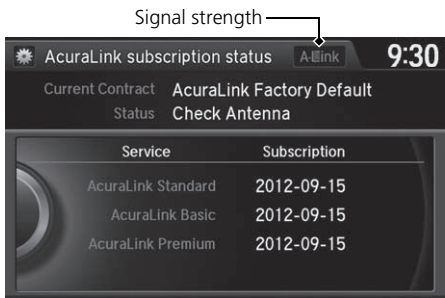 Signal strength
AcuraLink subscription status A-Link 9:30
Current Contract AcuraLink Factory Default
Status Check Antenna
Service Subscription
AcuraLink Standard 2012-09-15
AcuraLink Basic 2012-09-15
AcuraLink Premium 2012-09-15